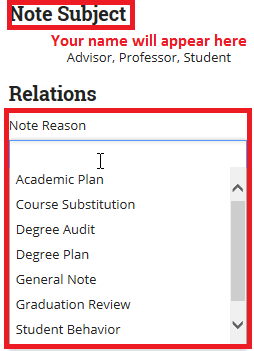 Note Subject
Your name will appear here
Advisor, Professor, Student
Relations
Note Reason
Academic Plan
Course Substitution
Degree Audit
Degree Plan
General Note
Graduation Review
Student Behavior